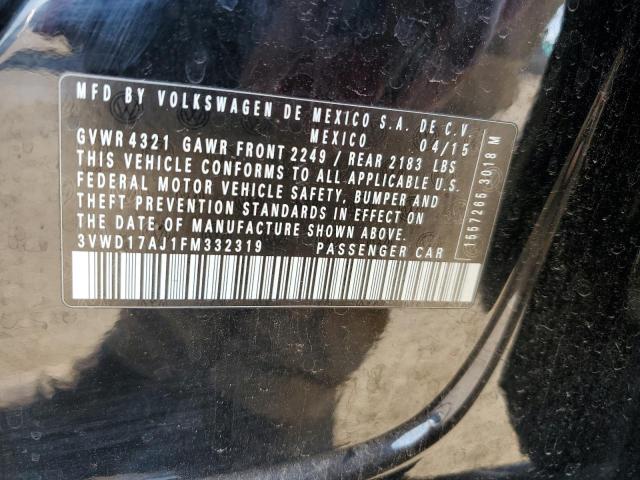 MFD BY VOLKSWAGEN DE MEXICO S.A. DE C.V.
MEXICO 04/15
GVWR 4321 GAWR FRONT 2249 / REAR 2183 LBS
THIS VEHICLE CONFORMS TO ALL APPLICABLE U.S.
FEDERAL MOTOR VEHICLE SAFETY, BUMPER AND
THEFT PREVENTION STANDARDS IN EFFECT ON
THE DATE OF MANUFACTURE SHOWN ABOVE.
3VWD17AJ1FM332319 PASSENGER CAR
1557265 3018 M